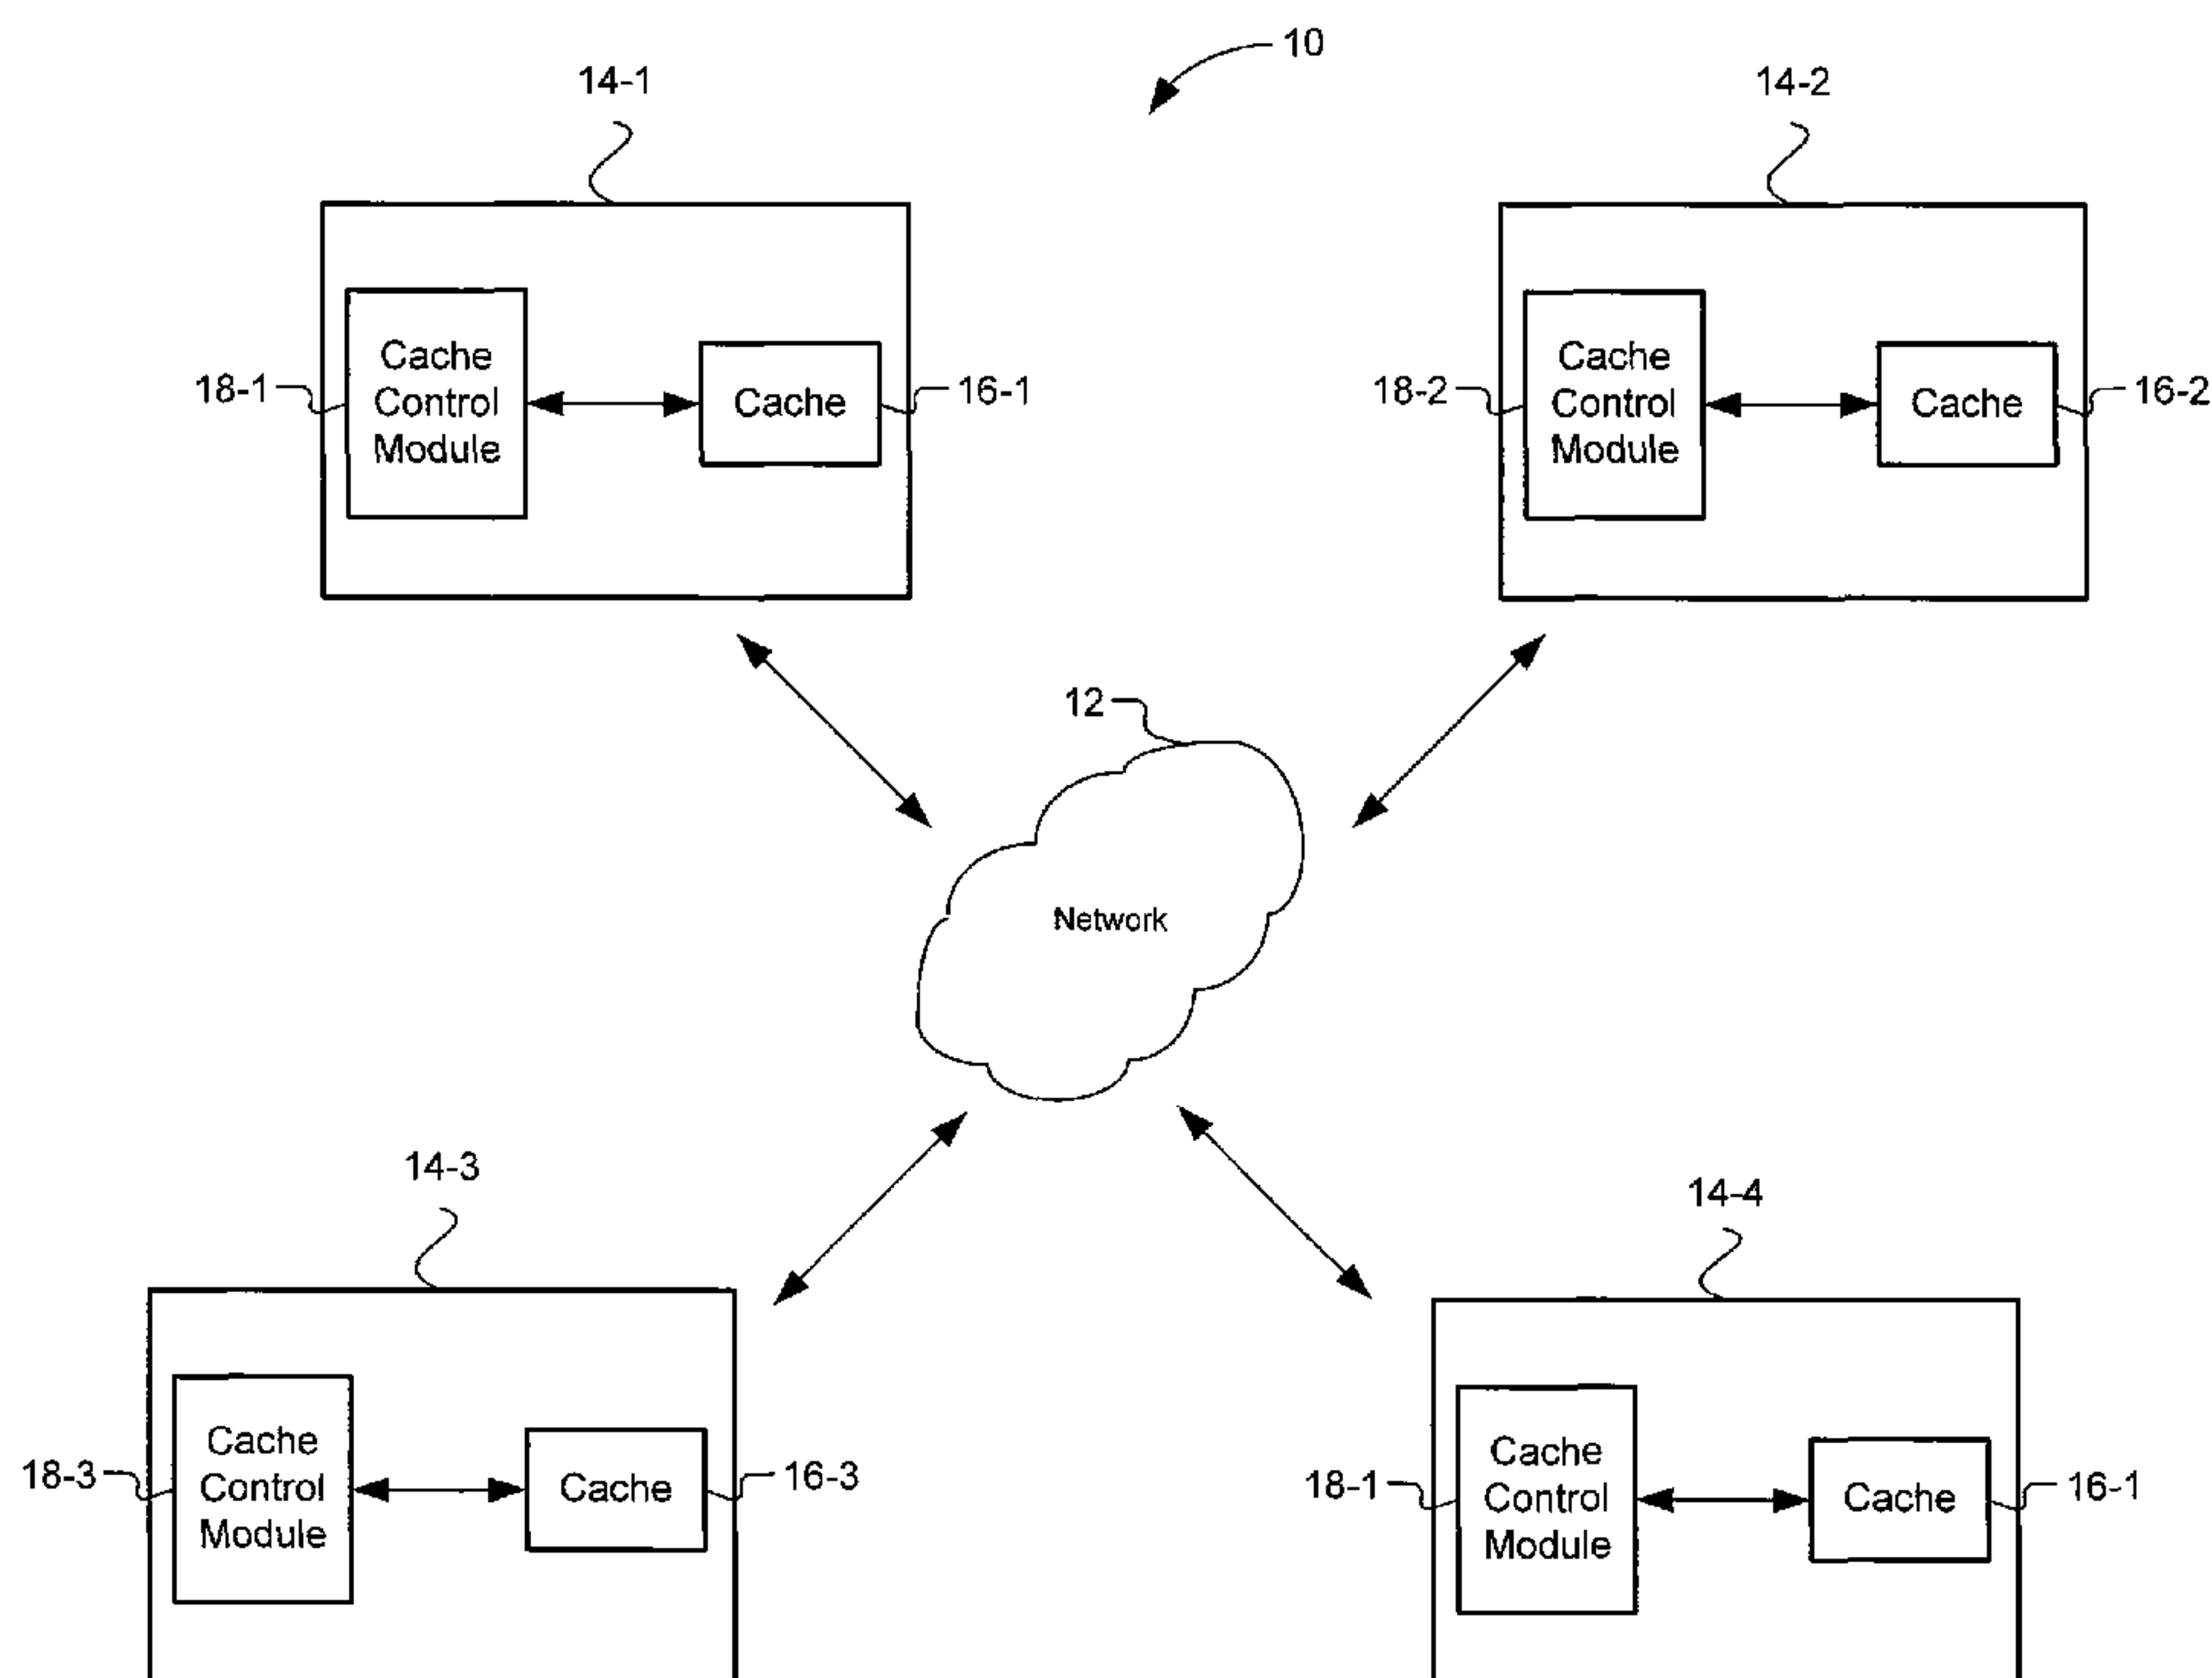 10
14-1
14-2
Cache
Control
Module
Cache
18-1
16-1
Cache
Control
Module
Cache
18-2
16-2
12
Network
14-3
14-4
Cache
Control
Module
Cache
18-3
16-3
Cache
Control
Module
Cache
18-1
16-1